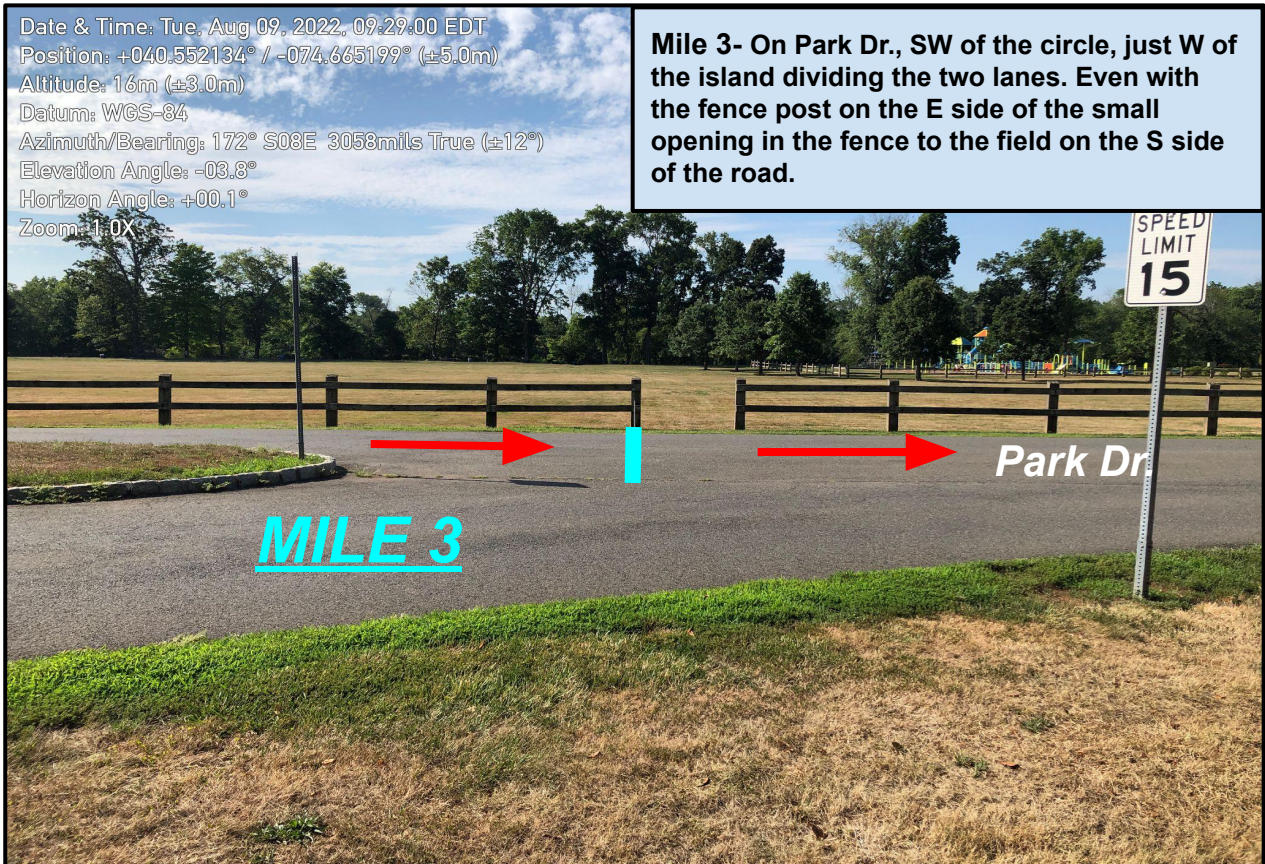 Date & Time: Tue, Aug 09, 2022, 09:29:00 EDT
Position: +040.552134° / -074.665199° (±5.0m)
Altitude: 16m (±3.0m)
Datum: WGS-84
Azimuth/Bearing: 172° S08E 3058mils True (±12°)
Elevation Angle: -03.8°
Horizon Angle: +00.1°
Zoom: 1.0X
Mile 3- On Park Dr., SW of the circle, just W of
the island dividing the two lanes. Even with
the fence post on the E side of the small
opening in the fence to the field on the S side
of the road.
SPEED
LIMIT
15
Park Dr.
MILE 3